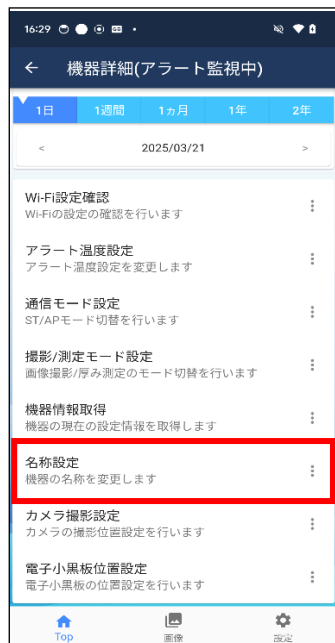 16:29
機器詳細(アラート監視中)
1日 1週間 1ヵ月 1年 2年
< 2025/03/21 >
Wi-Fi設定確認
Wi-Fiの設定の確認を行います
アラート温度設定
アラート温度設定を変更します
通信モード設定
ST/APモード切替を行います
撮影/測定モード設定
画像撮影/厚み測定のモード切替を行います
機器情報取得
機器の現在の設定情報を取得します
名称設定
機器の名称を変更します
カメラ撮影設定
カメラの撮影位置設定を行います
電子小黒板位置設定
電子小黒板の位置設定を行います
Top 画像 設定